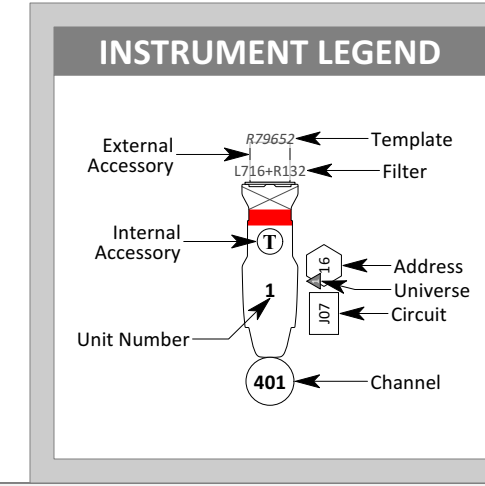 INSTRUMENT LEGEND
R79652
Template
External
Accessory
L716+R132
Filter
Internal
Accessory
T
16
Address
Universe
1
J07
Circuit
Unit Number
401
Channel